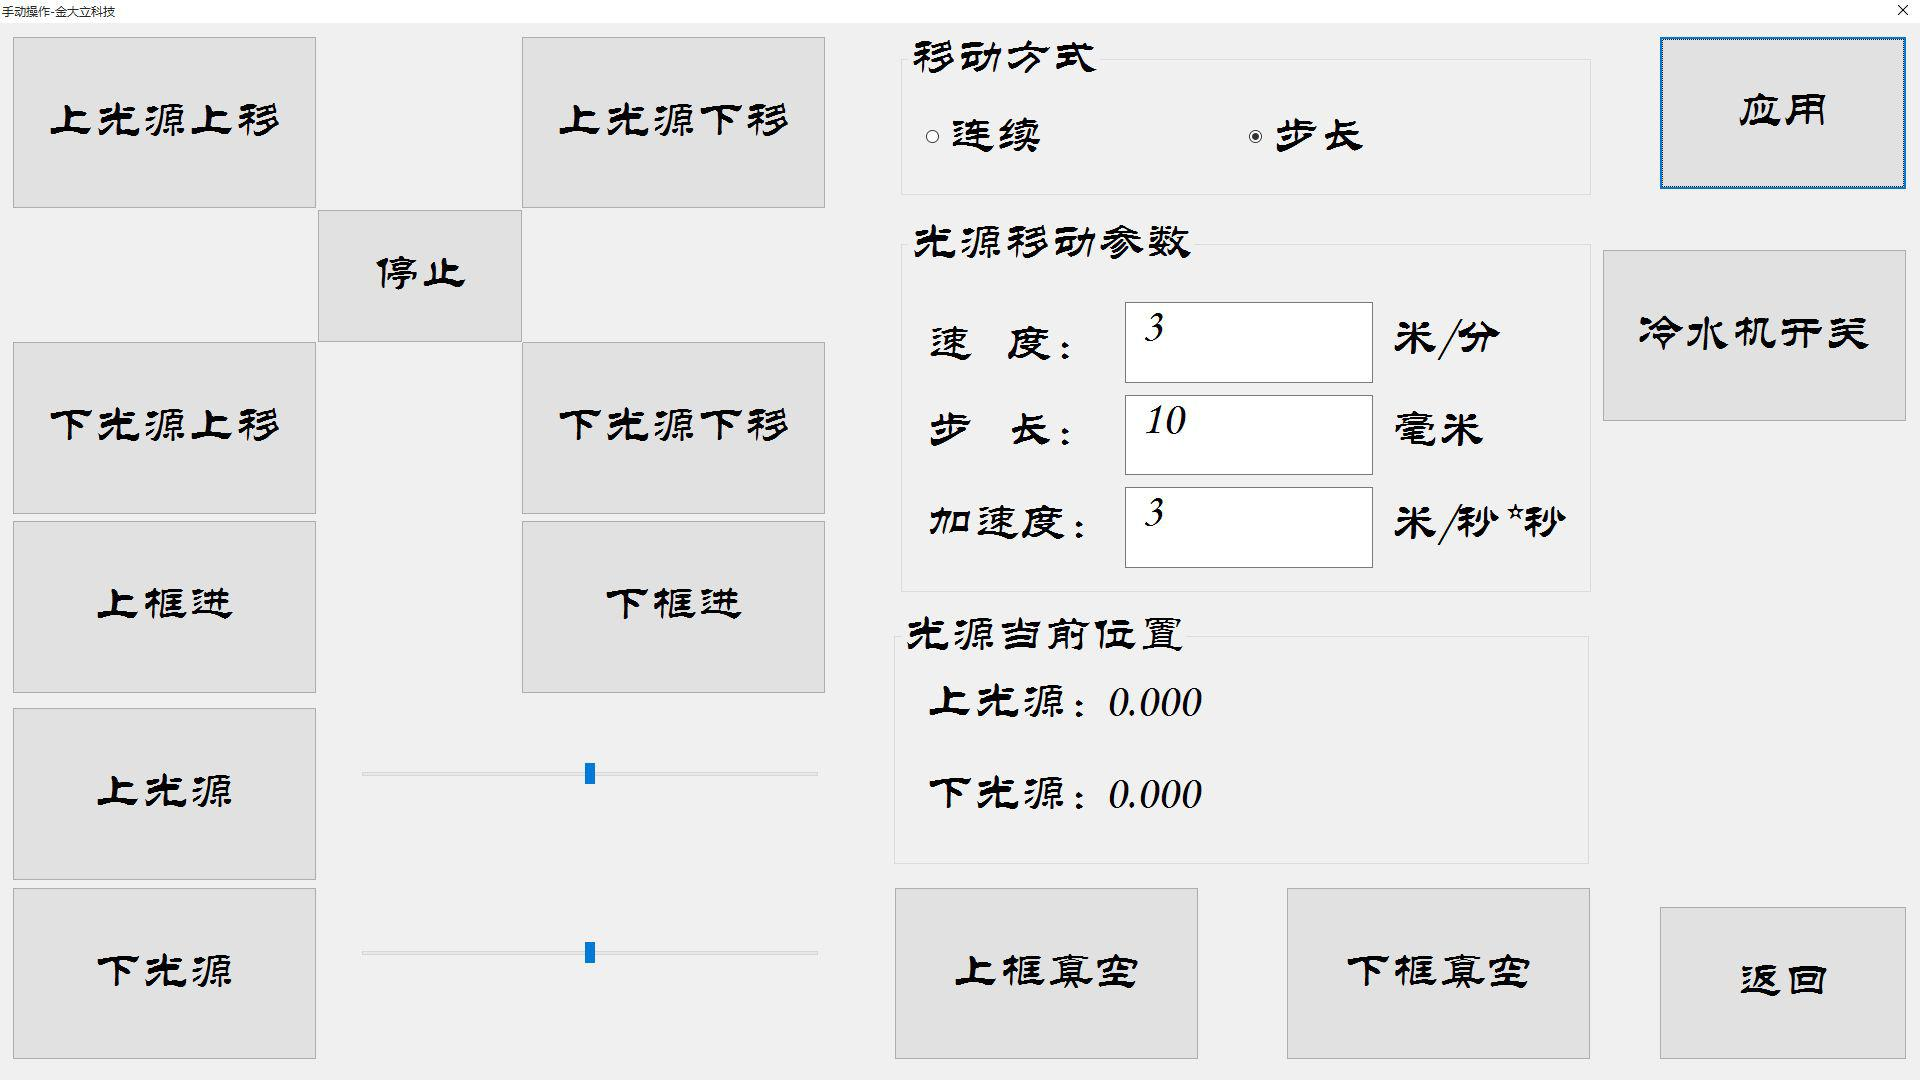 手动操作-金大立科技
上光源上移
上光源下移
停止
下光源上移
下光源下移
上框进
下框进
上光源
下光源
移动方式
连续
步长
光源移动参数
速 度： 3 米/分
步 长： 10 毫米
加速度： 3 米/秒*秒
光源当前位置
上光源：0.000
下光源：0.000
上框真空
下框真空
应用
冷水机开关
返回